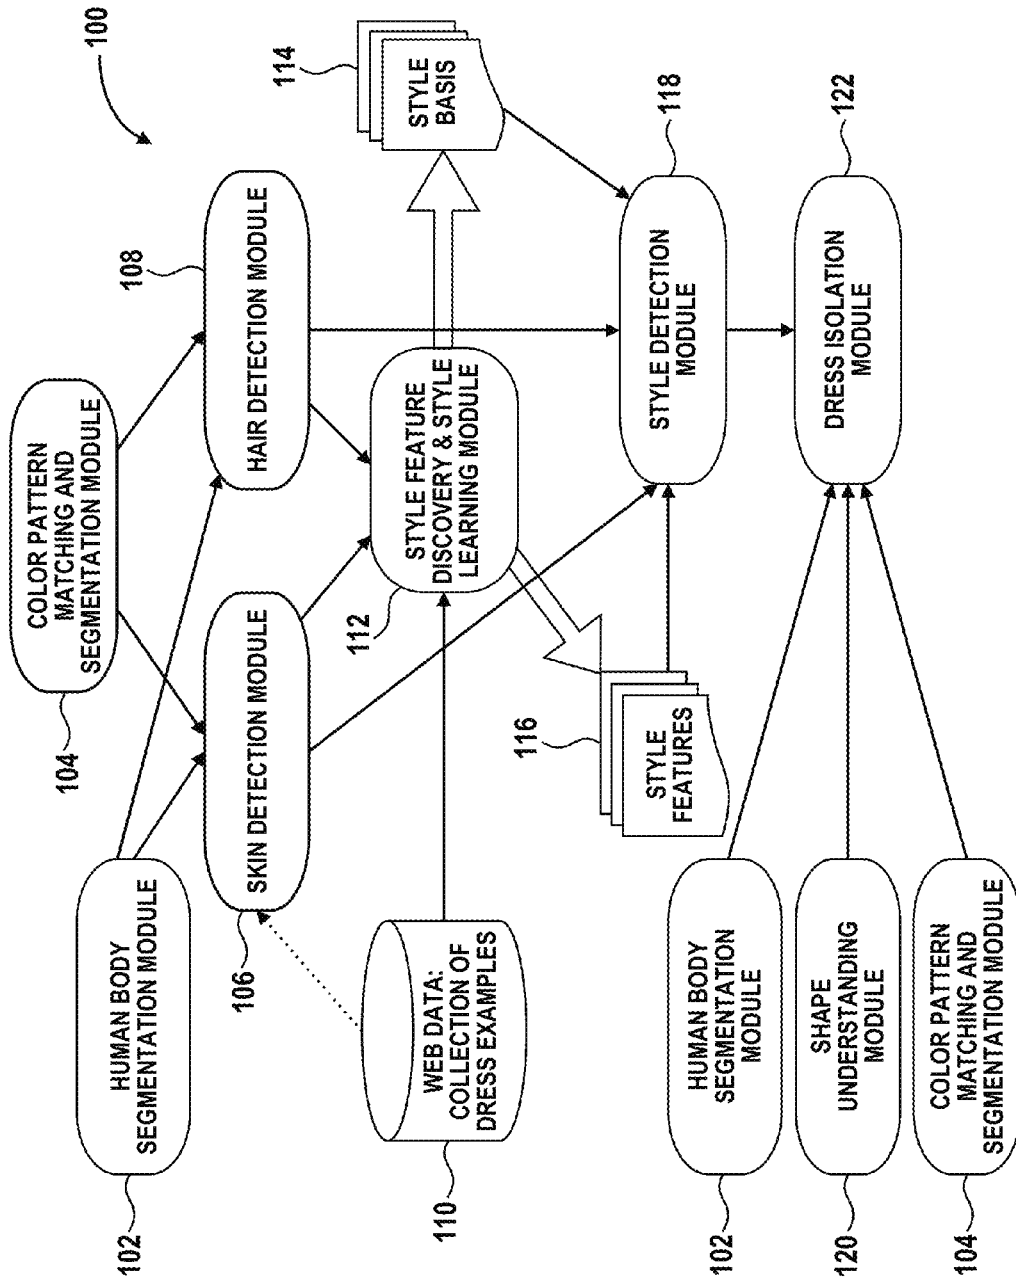 100
COLOR PATTERN
MATCHING AND
SEGMENTATION MODULE
104
HUMAN BODY
SEGMENTATION MODULE
102
SKIN DETECTION MODULE
106
HAIR DETECTION MODULE
108
WEB DATA:
COLLECTION OF
DRESS EXAMPLES
110
STYLE FEATURE
DISCOVERY & STYLE
LEARNING MODULE
112
STYLE
BASIS
114
STYLE
FEATURES
116
STYLE DETECTION
MODULE
118
HUMAN BODY
SEGMENTATION
MODULE
102
SHAPE
UNDERSTANDING
MODULE
120
COLOR PATTERN
MATCHING AND
SEGMENTATION MODULE
104
DRESS ISOLATION
MODULE
122